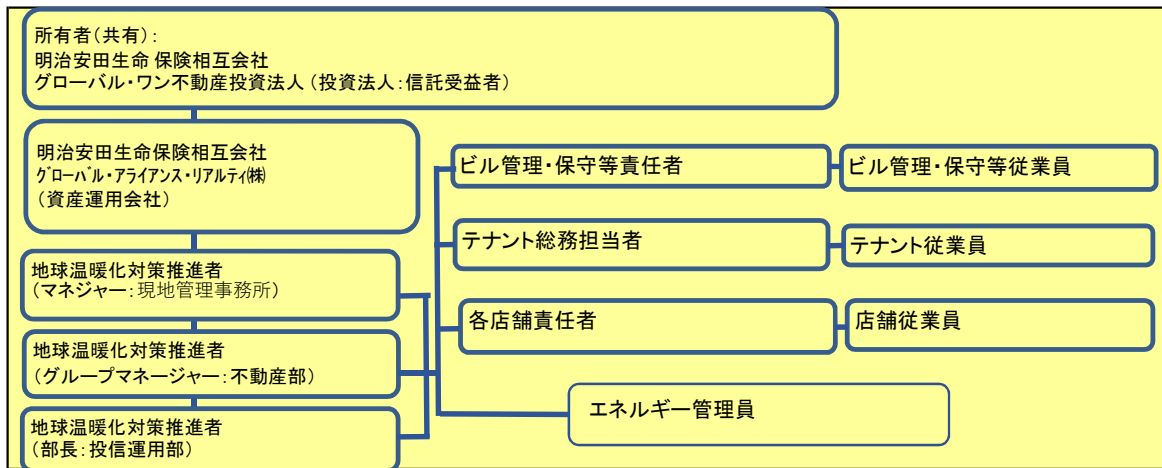 所有者(共有):
明治安田生命保険相互会社
グローバル・ワン不動産投資法人(投資法人:信託受益者)
明治安田生命保険相互会社
グローバル・アライアンス・リアルティ㈱
(資産運用会社)
ビル管理・保守等責任者
ビル管理・保守等従業員
テナント総務担当者
テナント従業員
地球温暖化対策推進者
(マネジャー:現地管理事務所)
各店舗責任者
店舗従業員
地球温暖化対策推進者
(グループマネージャー:不動産部)
エネルギー管理員
地球温暖化対策推進者
(部長:投信運用部)